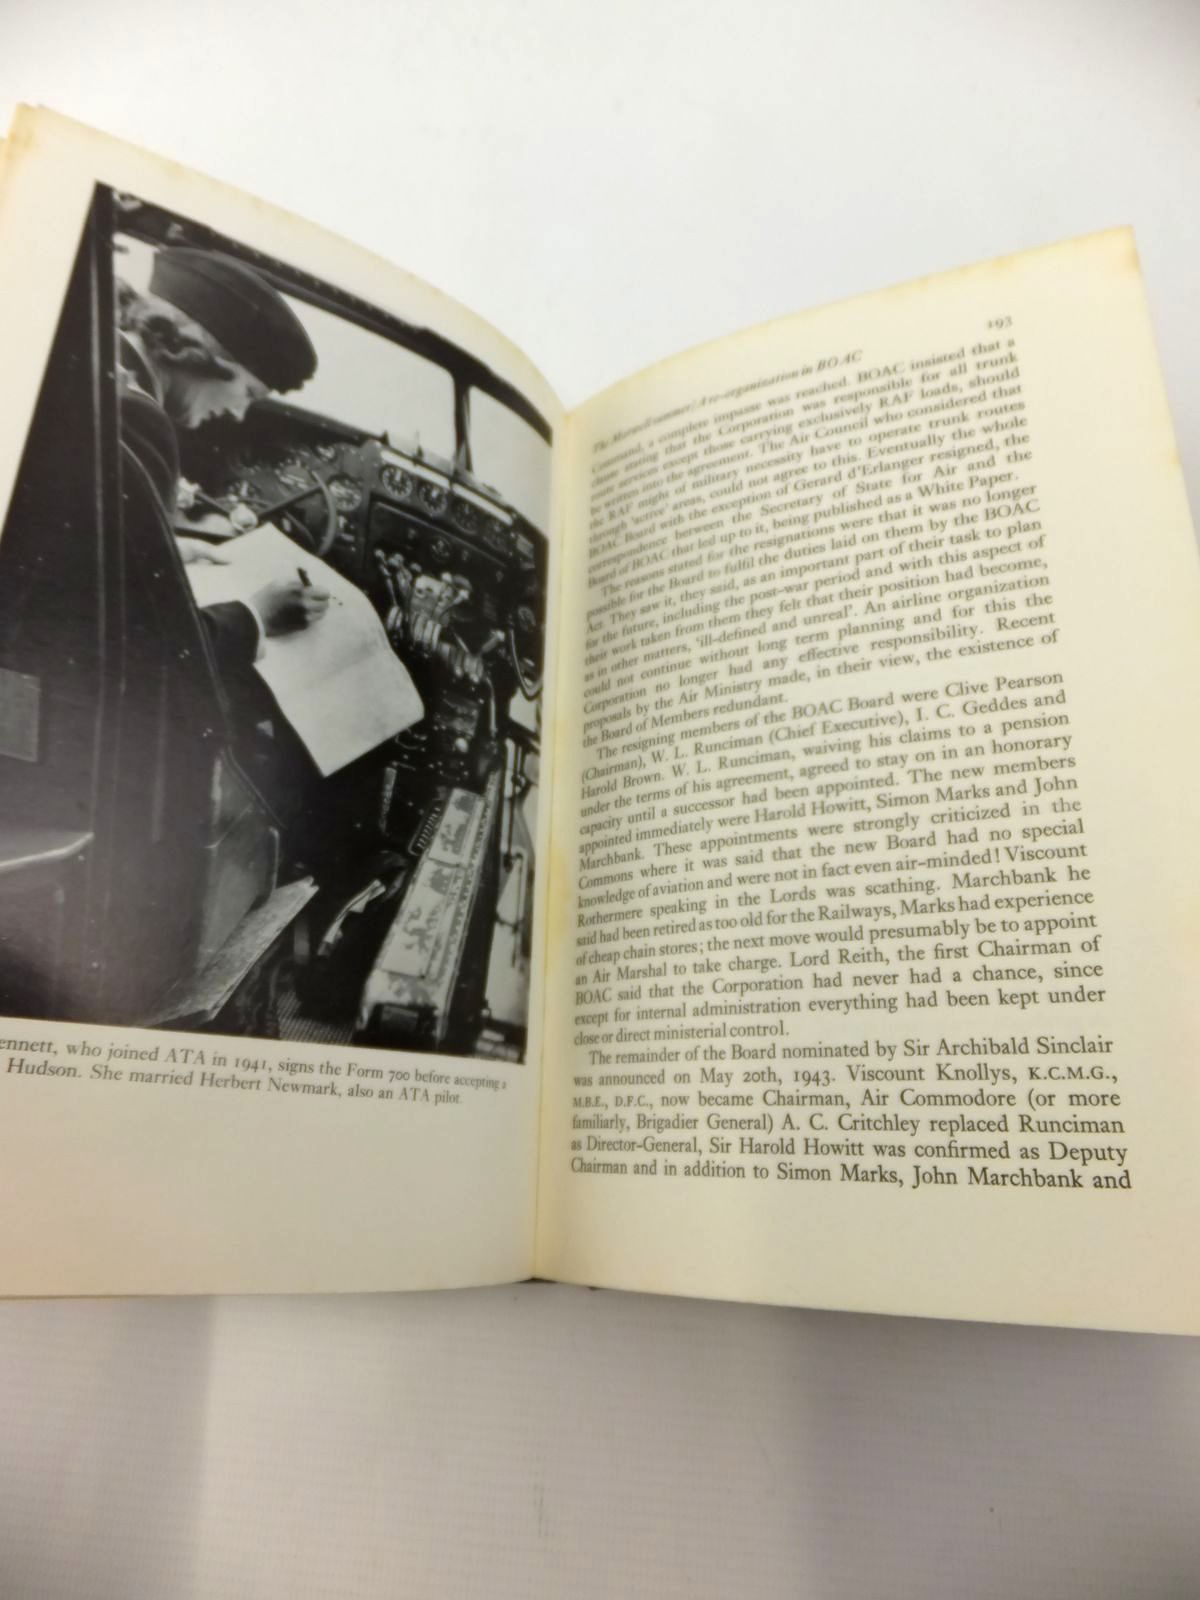 ennett, who joined ATA in 1941, signs the Form 700 before accepting a
Hudson. She married Herbert Newmark, also an ATA pilot.
193
The Maxwell summer/A re-organization in BOAC
Command, a complete impasse was reached. BOAC insisted that a
clause stating that the Corporation was responsible for all trunk
route services except those carrying exclusively RAF loads, should
be written into the agreement. The Air Council who considered that
the RAF might of military necessity have to operate trunk routes
through 'active' areas, could not agree to this. Eventually the whole
BOAC Board with the exception of Gerard d'Erlanger resigned, the
correspondence between the Secretary of State for Air and the
Board of BOAC that led up to it, being published as a White Paper.
The reasons stated for the resignations were that it was no longer
possible for the Board to fulfil the duties laid on them by the BOAC
Act. They saw it, they said, as an important part of their task to plan
for the future, including the post-war period and with this aspect of
their work taken from them they felt that their position had become,
as in other matters, 'ill-defined and unreal'. An airline organization
could not continue without long term planning and for this the
Corporation no longer had any effective responsibility. Recent
proposals by the Air Ministry made, in their view, the existence of
the Board of Members redundant.
The resigning members of the BOAC Board were Clive Pearson
(Chairman), W. L. Runciman (Chief Executive), I. C. Geddes and
Harold Brown. W. L. Runciman, waiving his claims to a pension
under the terms of his agreement, agreed to stay on in an honorary
capacity until a successor had been appointed. The new members
appointed immediately were Harold Howitt, Simon Marks and John
Marchbank. These appointments were strongly criticized in the
Commons where it was said that the new Board had no special
knowledge of aviation and were not in fact even air-minded! Viscount
Rothermere speaking in the Lords was scathing. Marchbank he
said had been retired as too old for the Railways, Marks had experience
of cheap chain stores; the next move would presumably be to appoint
an Air Marshal to take charge. Lord Reith, the first Chairman of
BOAC said that the Corporation had never had a chance, since
except for internal administration everything had been kept under
close or direct ministerial control.
The remainder of the Board nominated by Sir Archibald Sinclair
was announced on May 20th, 1943. Viscount Knollys, K.C.M.G.,
M.B.E., D.F.C., now became Chairman, Air Commodore (or more
familiarly, Brigadier General) A. C. Critchley replaced Runciman
as Director-General, Sir Harold Howitt was confirmed as Deputy
Chairman and in addition to Simon Marks, John Marchbank and